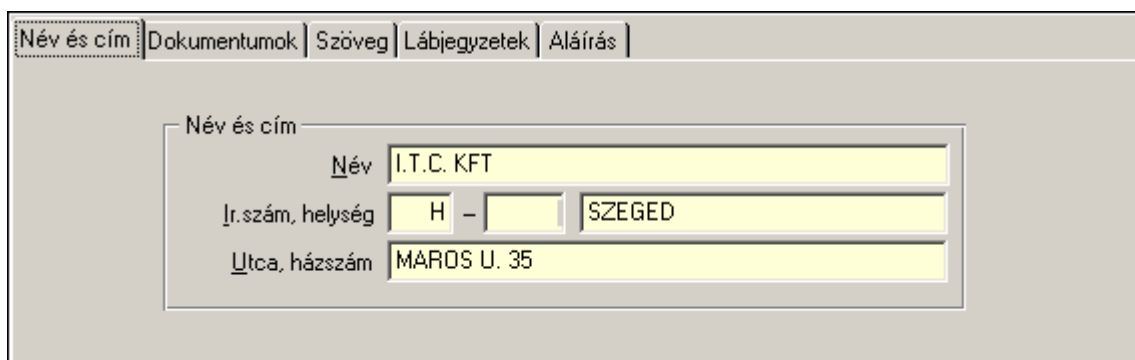 Név és cím Dokumentumok Szöveg Lábjegyzetek Aláírás
Név és cím
Név I.T.C. KFT
Ir.szám, helység H – SZEGED
Utca, házszám MAROS U. 35